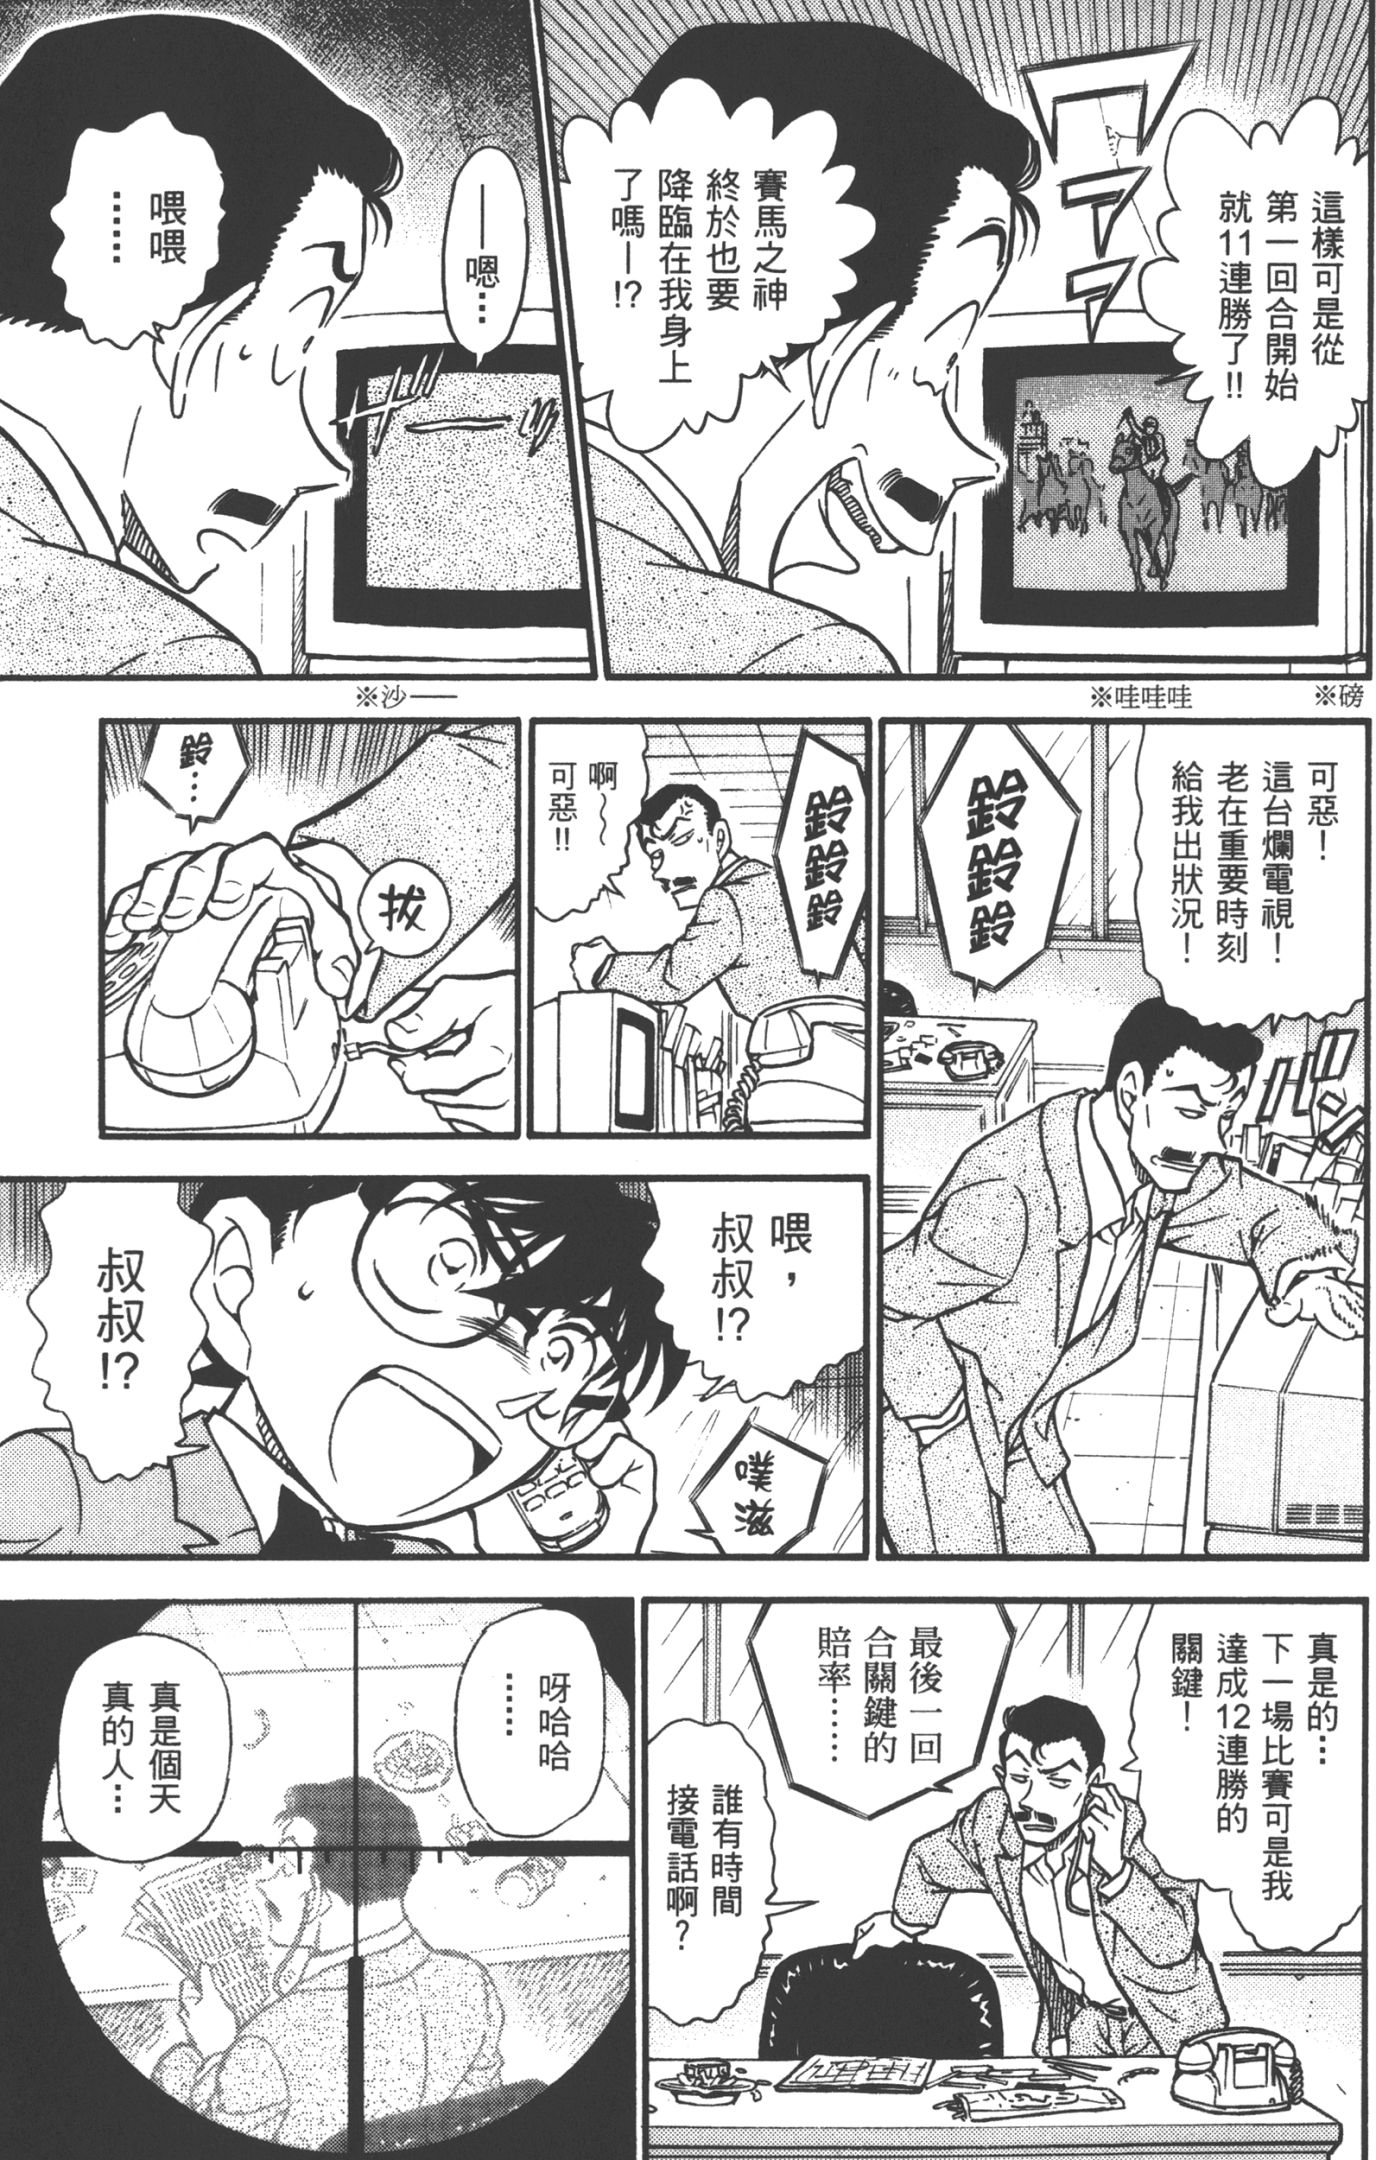 這樣可是從
第一回合開始
就11連勝了!!
賽馬之神
終於也要
降臨在我身上
了嗎—!?
—嗯…
喂喂
……
※磅
※哇哇哇
※沙——
可惡！
這台爛電視！
老在重要時刻
給我出狀況！
鈴鈴鈴
鈴鈴鈴
啊～
可惡!!
鈴…
拔
喂，
叔叔!?
噗滋
叔叔!?
真是的…
下一場比賽可是我
達成12連勝的
關鍵！
最後一回
合關鍵的
賠率……
誰有時間
接電話啊？
呀哈哈
……
真是個天
真的人…